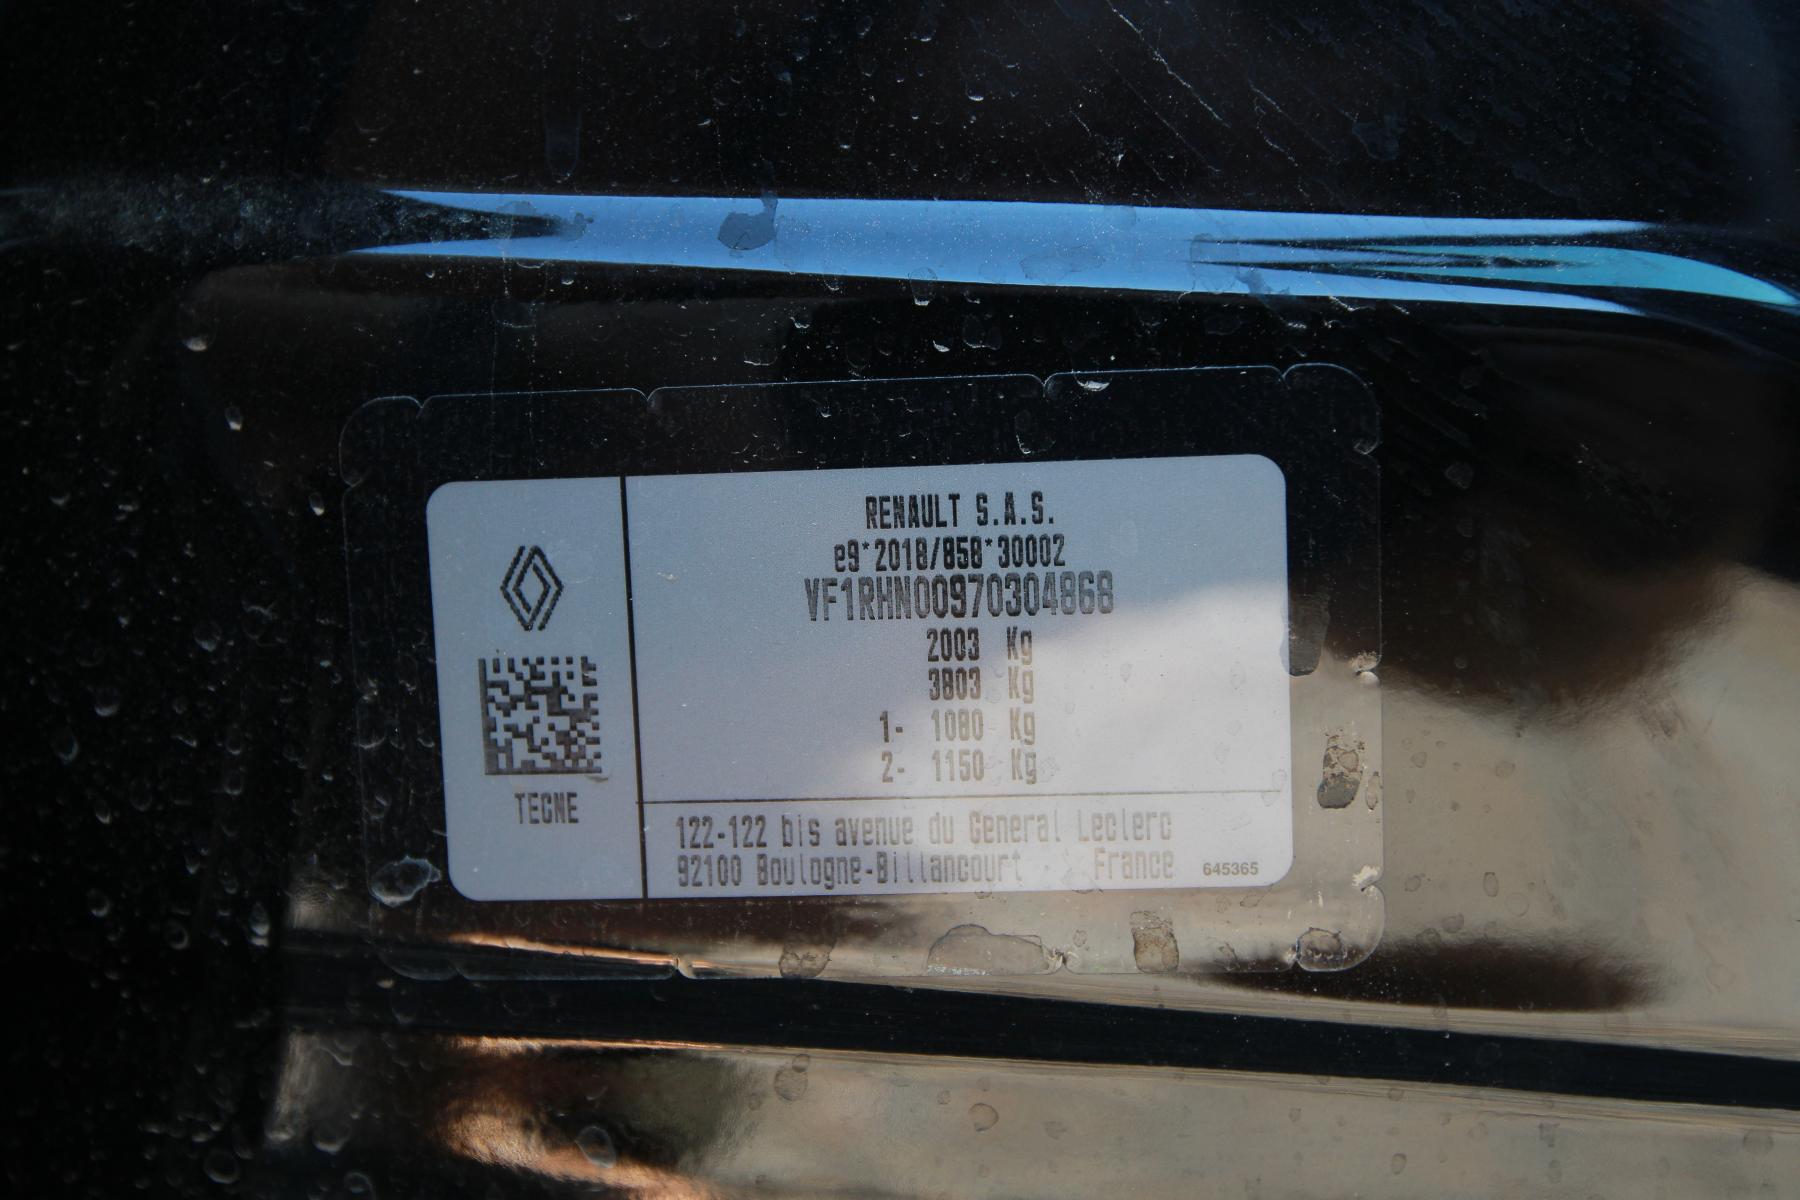 RENAULT S.A.S.
e9*2018/858*30002
VF1RHN00970304868
2003 Kg
3803 Kg
1- 1080 Kg
2- 1150 Kg
TECNE
122-122 bis avenue du General Leclerc
92100 Boulogne-Billancourt France
645365